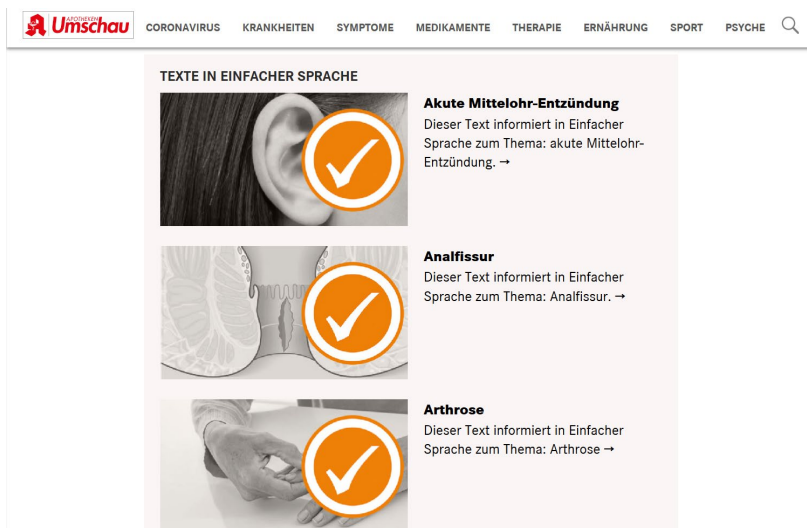 APOTHEKEN
Umschau
CORONAVIRUS KRANKHEITEN SYMPTOME MEDIKAMENTE THERAPIE ERNÄHRUNG SPORT PSYCHE
TEXTE IN EINFACHER SPRACHE
Akute Mittelohr-Entzündung
Dieser Text informiert in Einfacher
Sprache zum Thema: akute Mittelohr-
Entzündung. →
Analfissur
Dieser Text informiert in Einfacher
Sprache zum Thema: Analfissur. →
Arthrose
Dieser Text informiert in Einfacher
Sprache zum Thema: Arthrose →